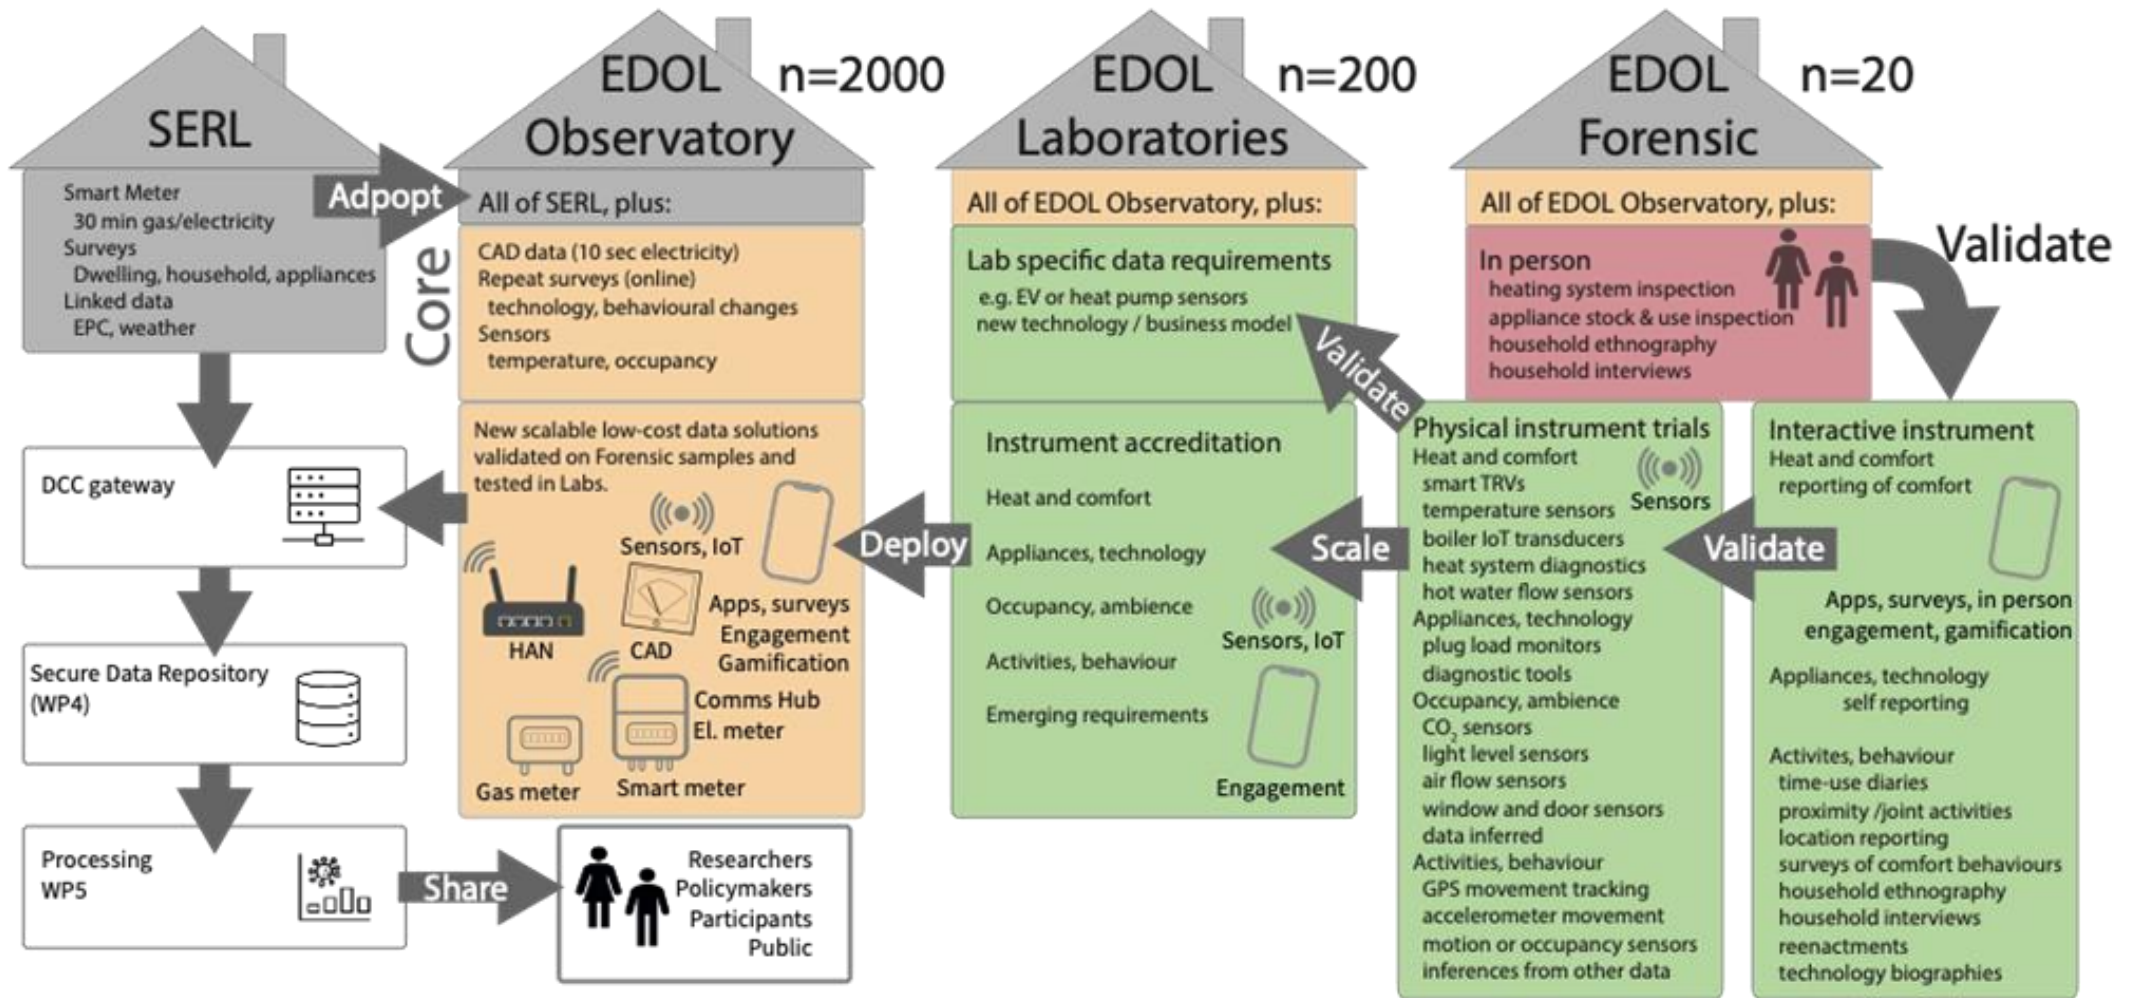 SERL
Smart Meter
30 min gas/electricity
Surveys
Dwelling, household, appliances
Linked data
EPC, weather
Adpopt
DCC gateway
Secure Data Repository
(WP4)
Processing
WP5
Share
Researchers
Policymakers
Participants
Public
Core
EDOL
Observatory
n=2000
All of SERL, plus:
CAD data (10 sec electricity)
Repeat surveys (online)
technology, behavioural changes
Sensors
temperature, occupancy
New scalable low-cost data solutions
validated on Forensic samples and
tested in Labs.
Sensors, IoT
HAN
CAD
Apps, surveys
Engagement
Gamification
Comms Hub
El. meter
Gas meter
Smart meter
Deploy
EDOL
Laboratories
n=200
All of EDOL Observatory, plus:
Lab specific data requirements
e.g. EV or heat pump sensors
new technology / business model
Validate
Instrument accreditation
Heat and comfort
Appliances, technology
Occupancy, ambience
Activities, behaviour
Emerging requirements
Sensors, IoT
Engagement
Scale
EDOL
Forensic
n=20
All of EDOL Observatory, plus:
In person
heating system inspection
appliance stock & use inspection
household ethnography
household interviews
Validate
Physical instrument trials
Heat and comfort
smart TRVs
temperature sensors
boiler IoT transducers
heat system diagnostics
hot water flow sensors
Appliances, technology
plug load monitors
diagnostic tools
Occupancy, ambience
CO₂ sensors
light level sensors
air flow sensors
window and door sensors
data inferred
Activities, behaviour
GPS movement tracking
accelerometer movement
motion or occupancy sensors
inferences from other data
Sensors
Validate
Interactive instrument
Heat and comfort
reporting of comfort
Apps, surveys, in person
engagement, gamification
Appliances, technology
self reporting
Activites, behaviour
time-use diaries
proximity /joint activities
location reporting
surveys of comfort behaviours
household ethnography
household interviews
reenactments
technology biographies